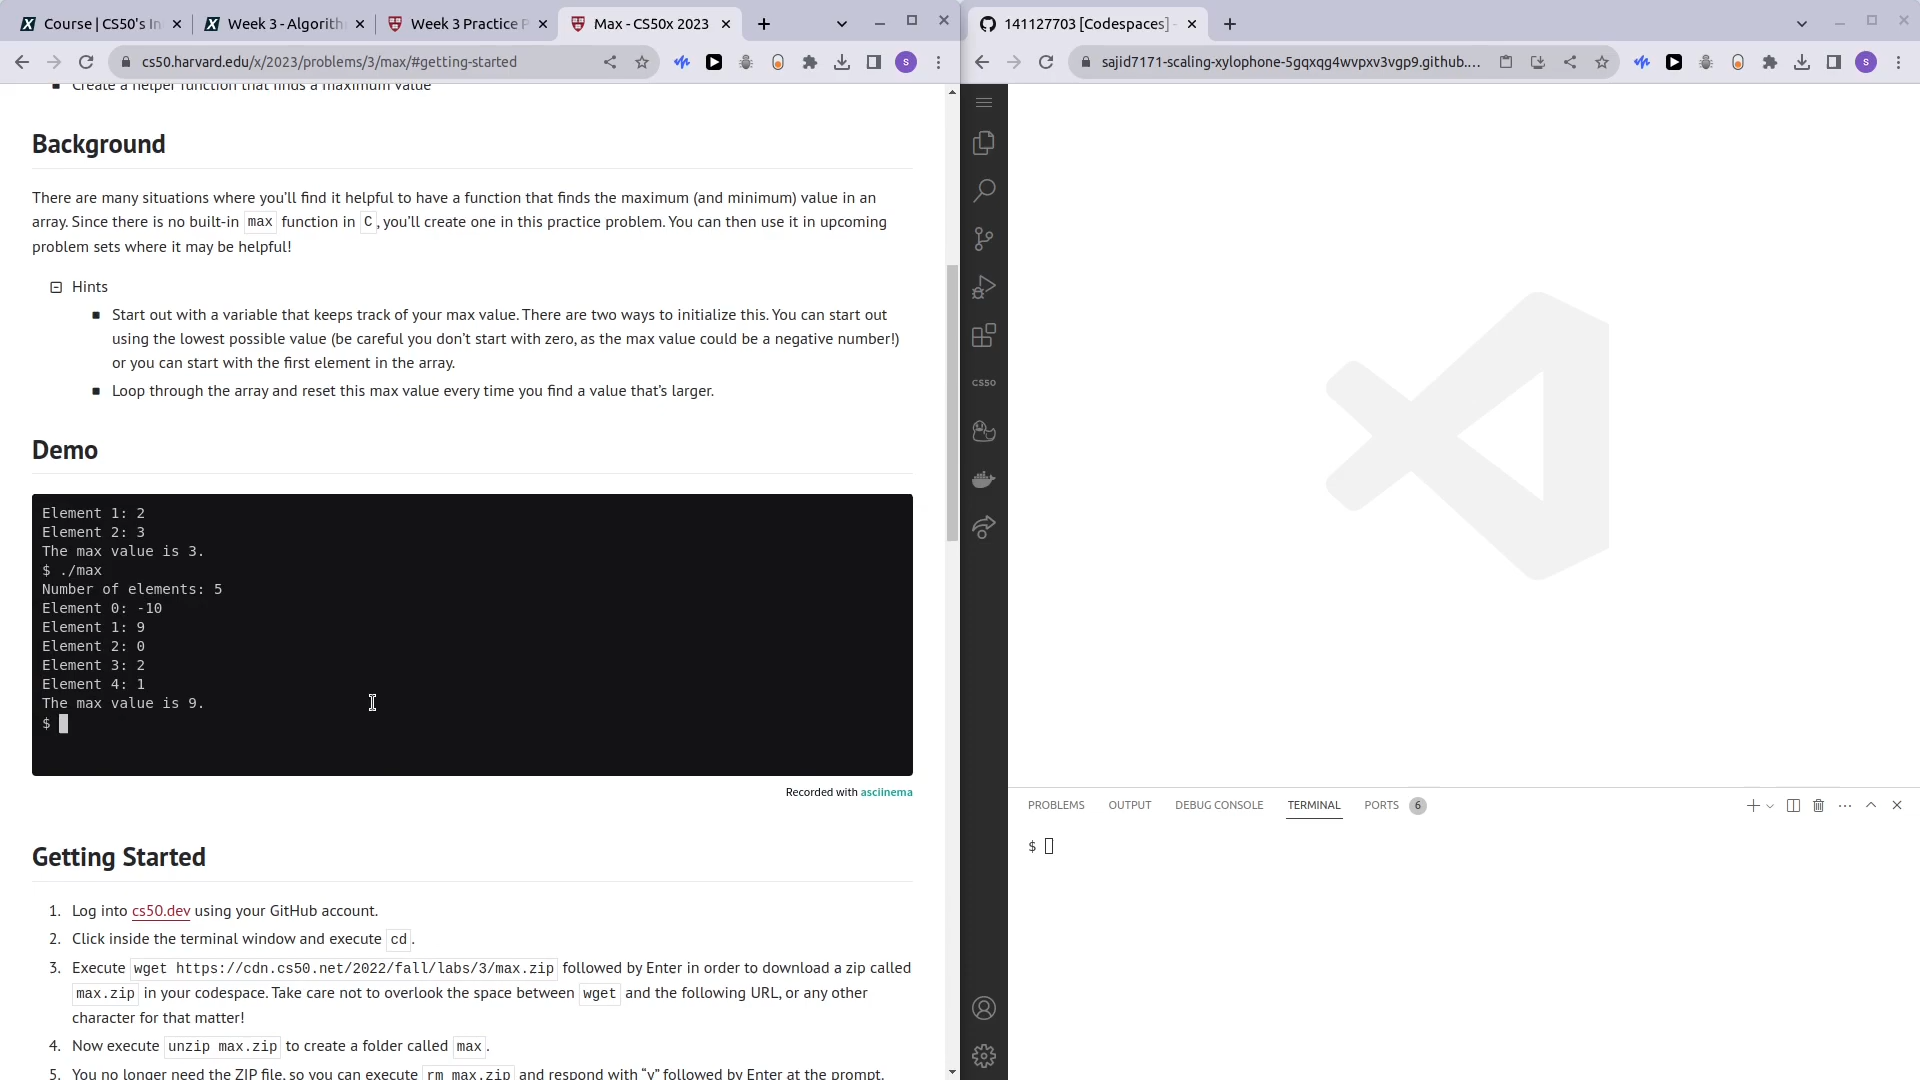 Course | CS50's In
Week 3 - Algorith
Week 3 Practice P
Max - CS50x 2023
cs50.harvard.edu/x/2023/problems/3/max/#getting-started
S
141127703 [Codespaces] -
sajid7171-scaling-xylophone-5gqxqg4wvpxv3vgp9.github....
S
Create a helper function that finds a maximum value
Background
There are many situations where you'll find it helpful to have a function that finds the maximum (and minimum) value in an
array. Since there is no built-in max function in C, you'll create one in this practice problem. You can then use it in upcoming
problem sets where it may be helpful!
Hints
Start out with a variable that keeps track of your max value. There are two ways to initialize this. You can start out
using the lowest possible value (be careful you don't start with zero, as the max value could be a negative number!)
or you can start with the first element in the array.
Loop through the array and reset this max value every time you find a value that's larger.
Demo
Element 1: 2
Element 2: 3
The max value is 3.
$ ./max
Number of elements: 5
Element 0: -10
Element 1: 9
Element 2: 0
Element 3: 2
Element 4: 1
The max value is 9.
$
Recorded with asciinema
Getting Started
1. Log into cs50.dev using your GitHub account.
2. Click inside the terminal window and execute cd.
3. Execute wget https://cdn.cs50.net/2022/fall/labs/3/max.zip followed by Enter in order to download a zip called
max.zip in your codespace. Take care not to overlook the space between wget and the following URL, or any other
character for that matter!
4. Now execute unzip max.zip to create a folder called max.
5. You no longer need the ZIP file, so you can execute rm max.zip and respond with “y” followed by Enter at the prompt.
CS50
PROBLEMS OUTPUT DEBUG CONSOLE TERMINAL PORTS 6
$